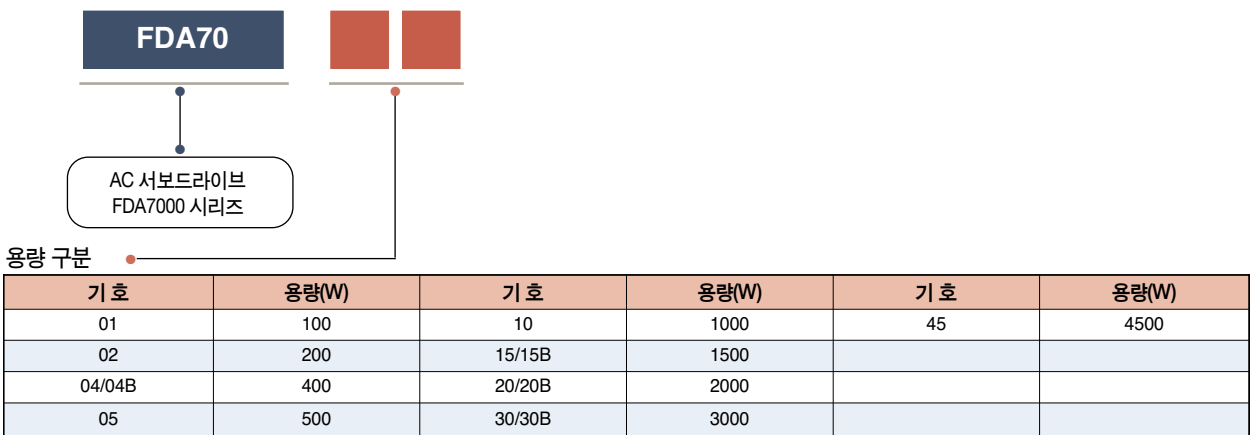 FDA70
AC 서보드라이브
FDA7000 시리즈
용량 구분
기 호 용량(W) 기 호 용량(W) 기 호 용량(W)
01 100 10 1000 45 4500
02 200 15/15B 1500
04/04B 400 20/20B 2000
05 500 30/30B 3000